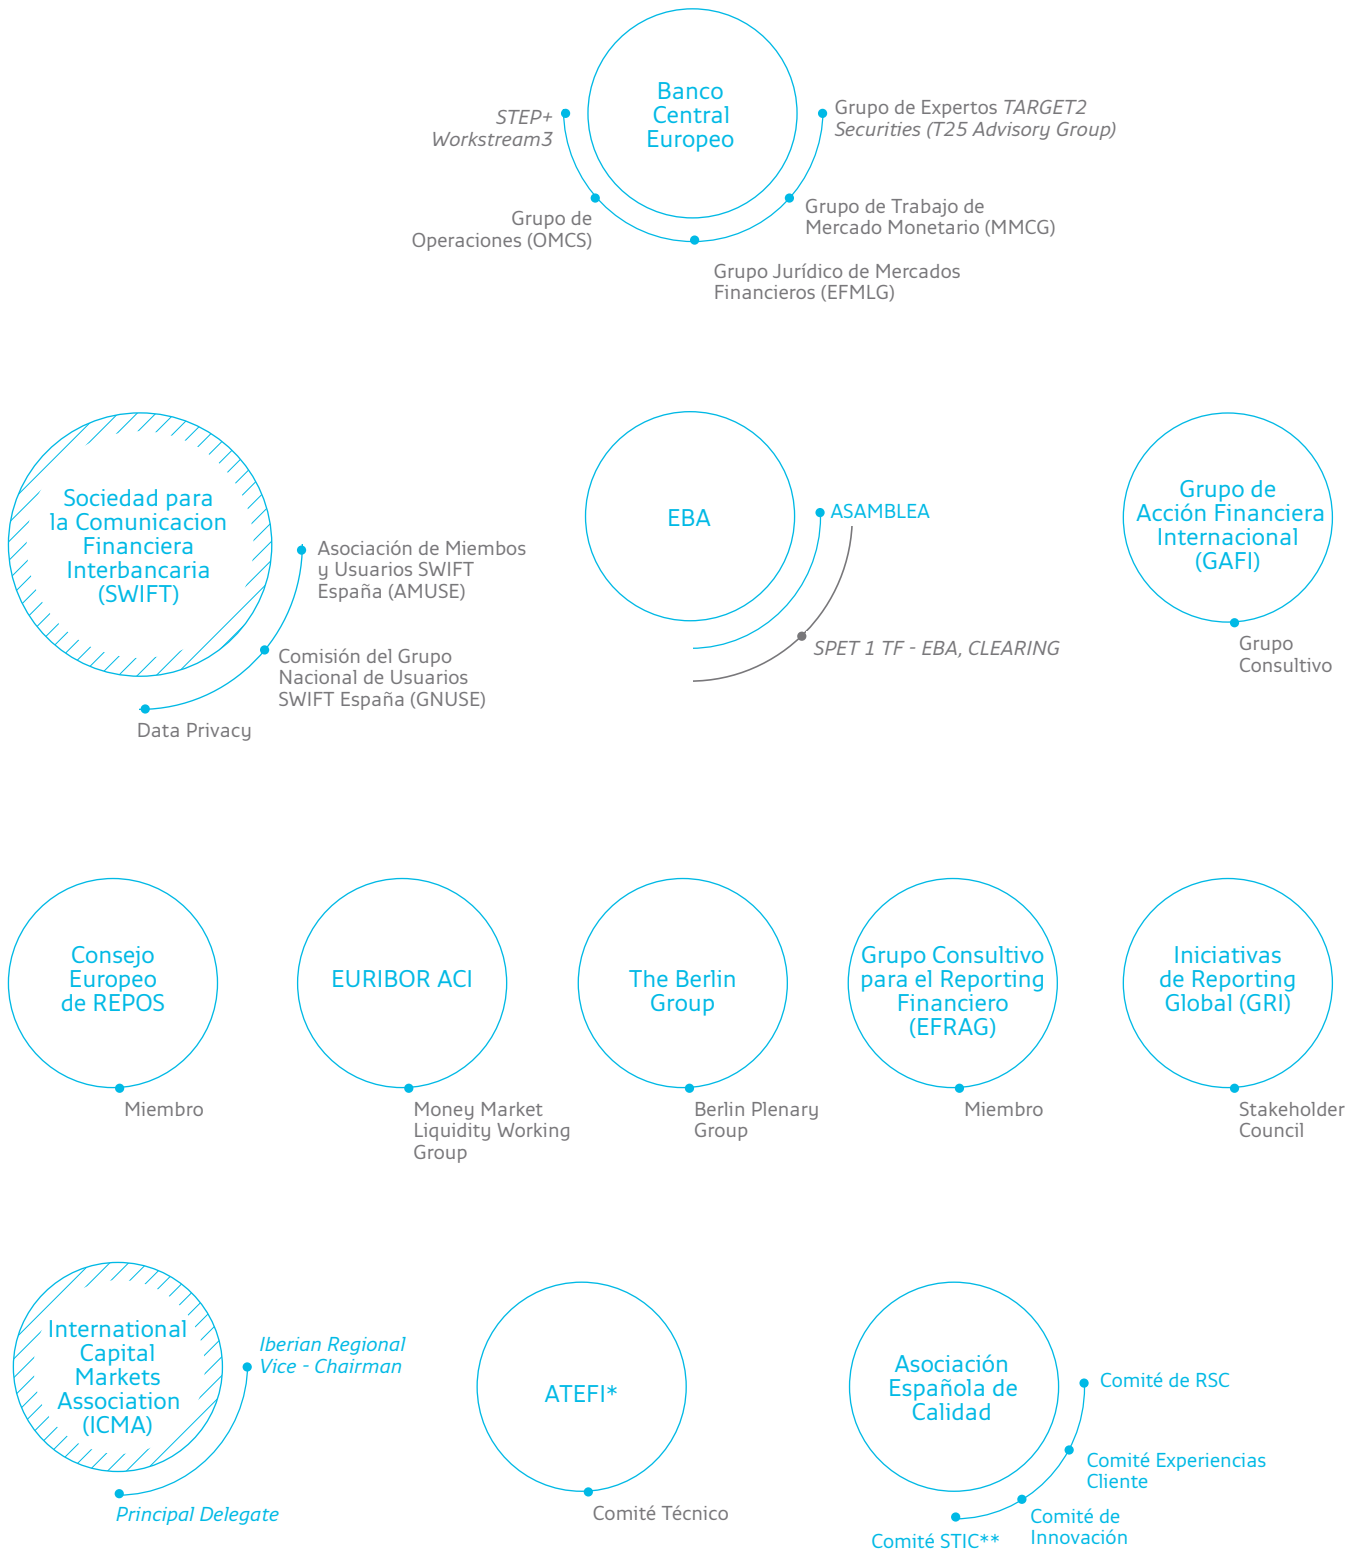 Banco
Central
Europeo
STEP+
Workstream3
Grupo de Expertos TARGET2
Securities (T25 Advisory Group)
Grupo de
Operaciones (OMCS)
Grupo de Trabajo de
Mercado Monetario (MMCG)
Grupo Jurídico de Mercados
Financieros (EFMLG)
Sociedad para
la Comunicacion
Financiera
Interbancaria
(SWIFT)
Asociación de Miembos
y Usuarios SWIFT
España (AMUSE)
Comisión del Grupo
Nacional de Usuarios
SWIFT España (GNUSE)
Data Privacy
EBA
ASAMBLEA
SPET 1 TF - EBA, CLEARING
Grupo de
Acción Financiera
Internacional
(GAFI)
Grupo
Consultivo
Consejo
Europeo
de REPOS
Miembro
EURIBOR ACI
Money Market
Liquidity Working
Group
The Berlin
Group
Berlin Plenary
Group
Grupo Consultivo
para el Reporting
Financiero
(EFRAG)
Miembro
Iniciativas
de Reporting
Global (GRI)
Stakeholder
Council
International
Capital
Markets
Association
(ICMA)
Iberian Regional
Vice - Chairman
Principal Delegate
ATEFI*
Comité Técnico
Asociación
Española de
Calidad
Comité de RSC
Comité Experiencias
Cliente
Comité de
Innovación
Comité STIC**